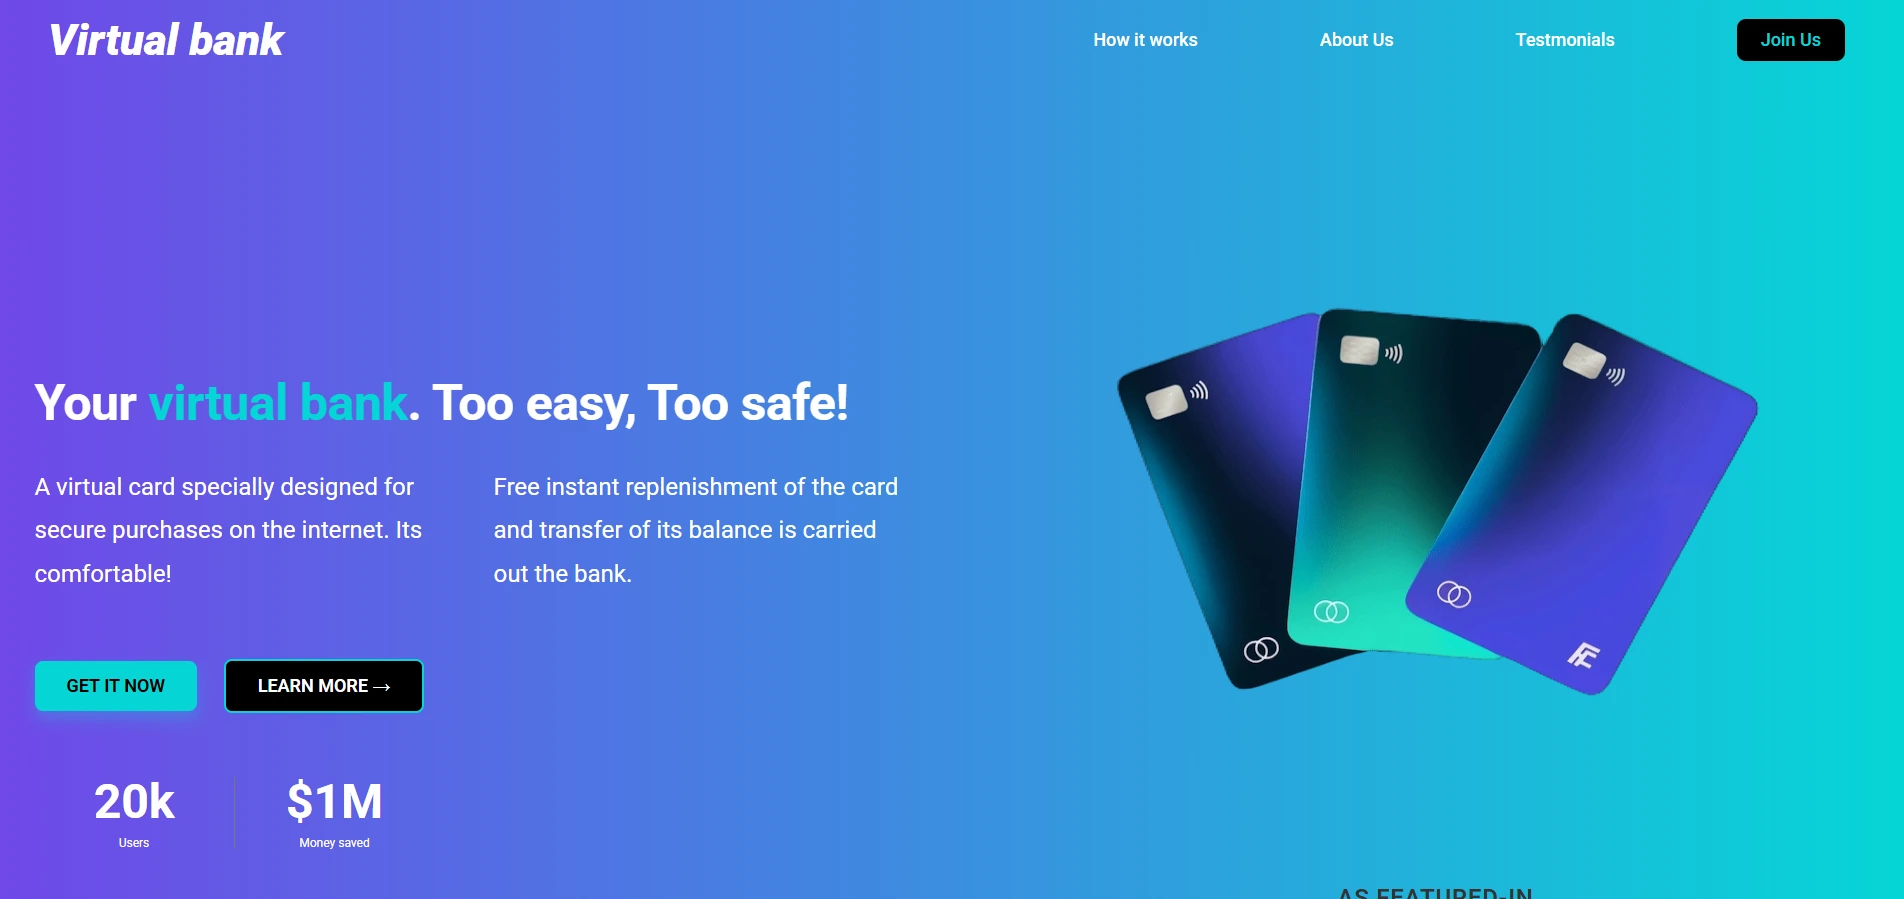 Virtual bank
How it works
About Us
Testmonials
Join Us
Your virtual bank. Too easy, Too safe!
A virtual card specially designed for
secure purchases on the internet. Its
comfortable!
Free instant replenishment of the card
and transfer of its balance is carried
out the bank.
GET IT NOW
LEARN MORE →
20k
Users
$1M
Money saved
AS FEATURED-IN